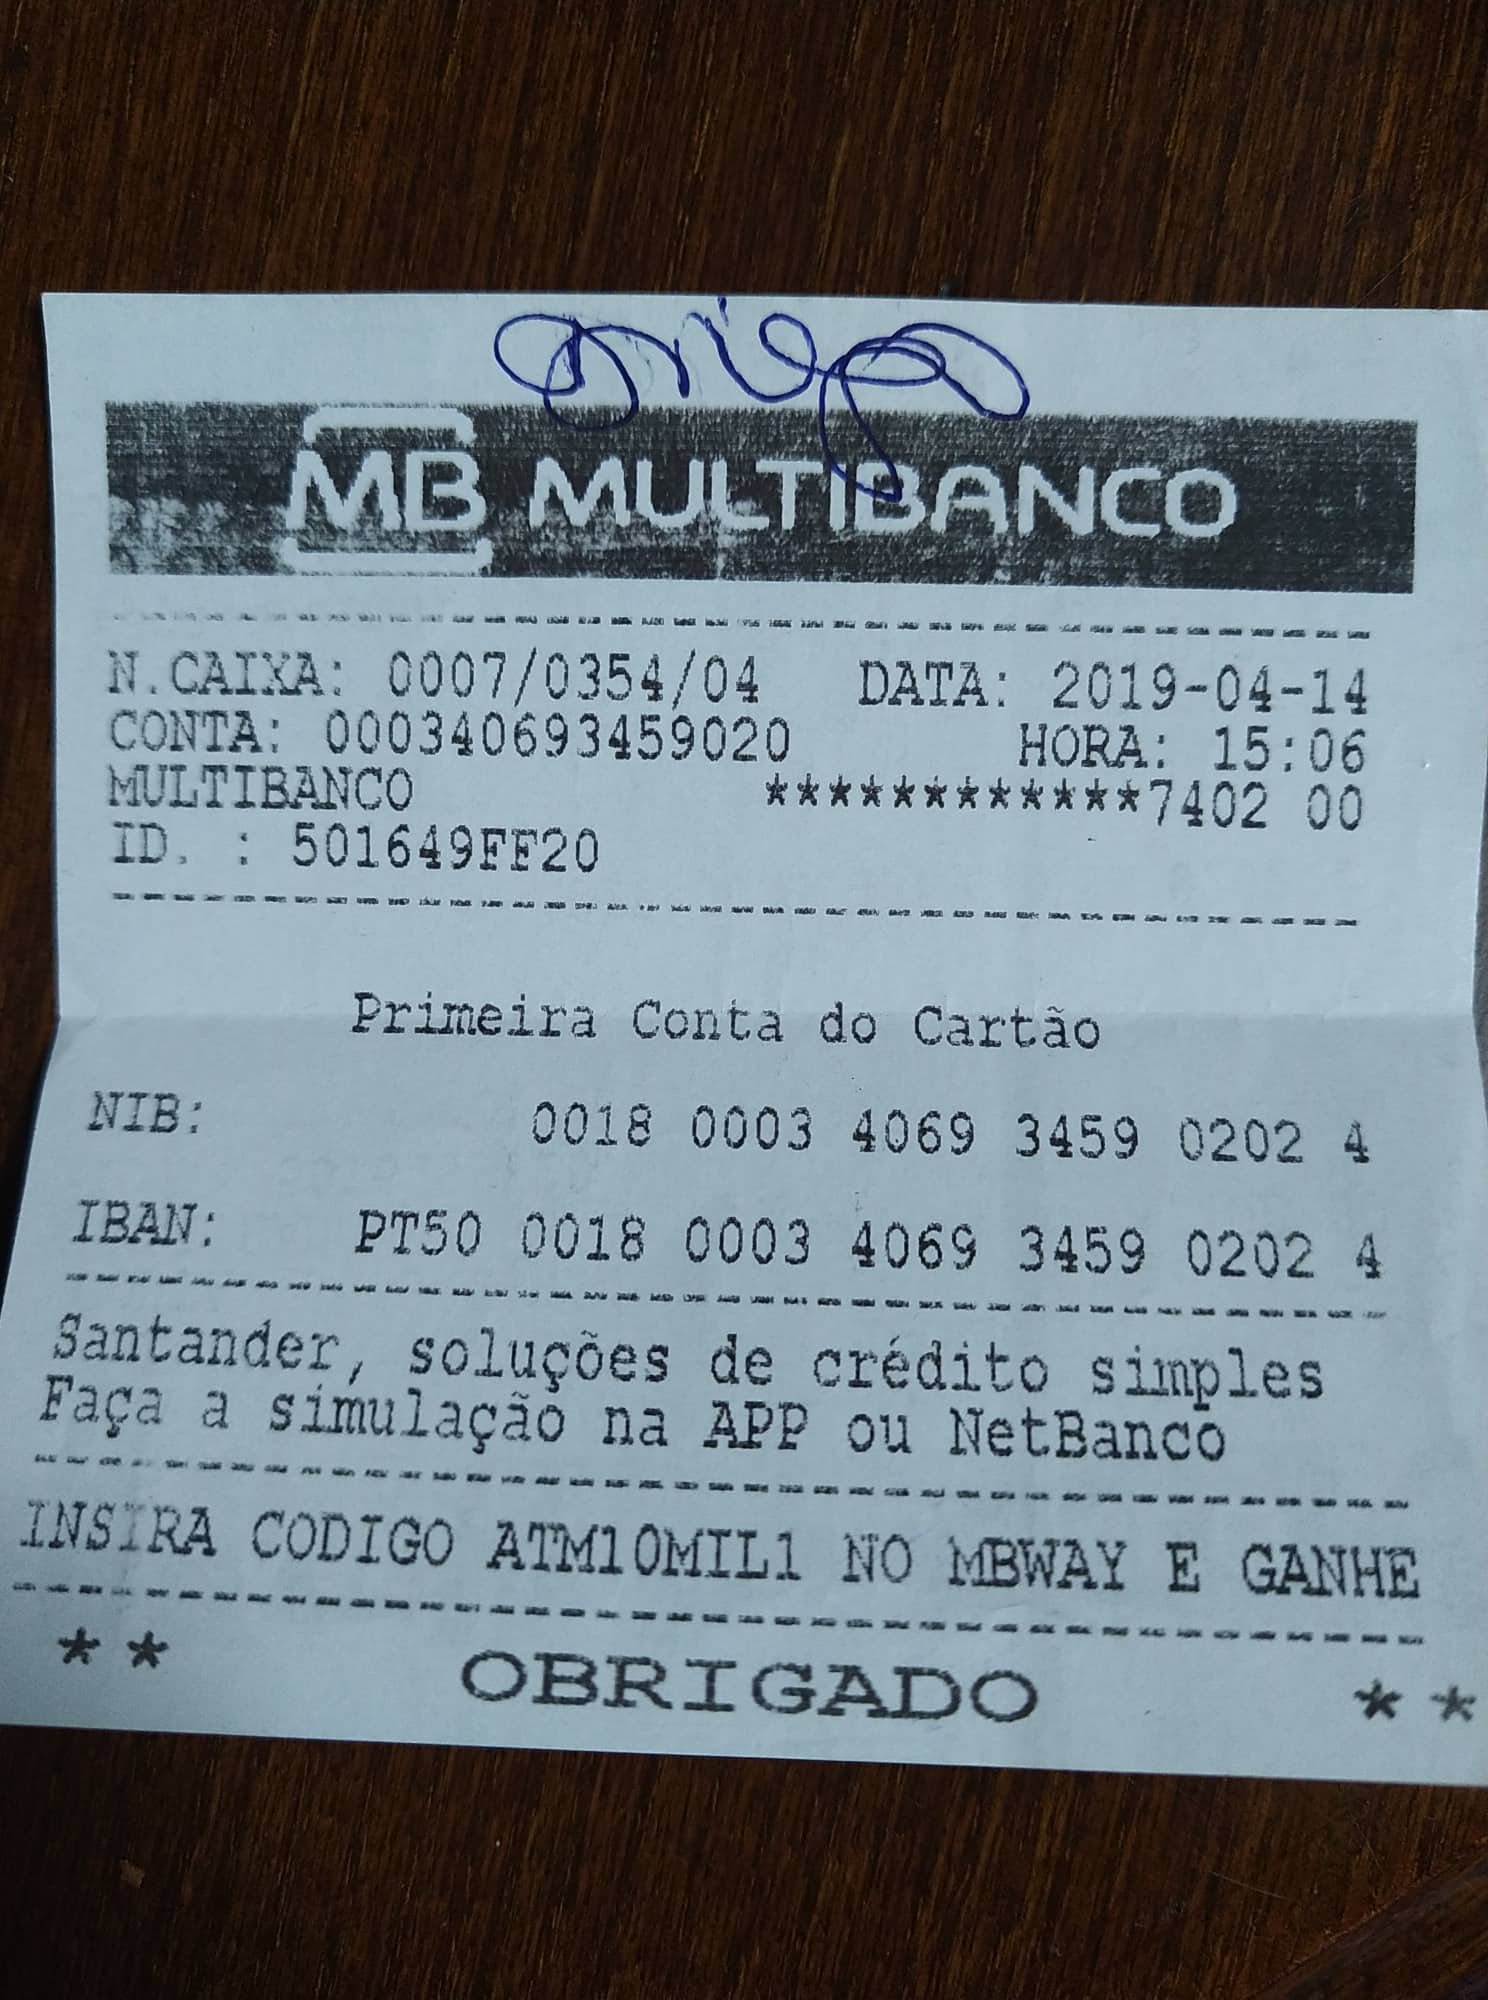 MB MULTIBANCO
N.CAIXA: 0007/0354/04 DATA: 2019-04-14
CONTA: 000340693459020 HORA: 15:06
MULTIBANCO ************7402 00
ID. : 501649FF20
Primeira Conta do Cartão
NIB: 0018 0003 4069 3459 0202 4
IBAN: PT50 0018 0003 4069 3459 0202 4
Santander, soluções de crédito simples
Faça a simulação na APP ou NetBanco
INSIRA CODIGO ATM10MIL1 NO MBWAY E GANHE
** OBRIGADO **